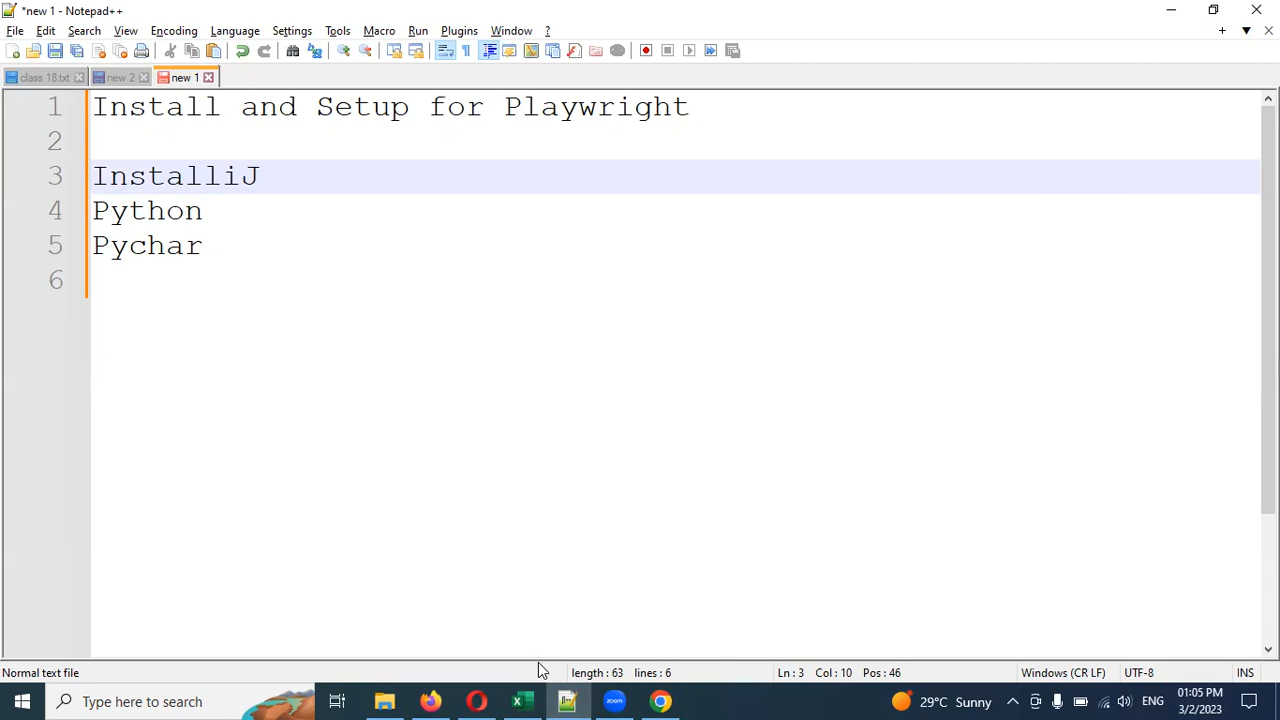 *new 1 - Notepad++
File Edit Search View Encoding Language Settings Tools Macro Run Plugins Window ?
class 18.txt new 2 new 1
1 Install and Setup for Playwright
2
3 InstalliJ
4 Python
5 Pychar
6
Normal text file length : 63 lines : 6 Ln : 3 Col : 10 Pos : 46 Windows (CR LF) UTF-8 INS
Type here to search zoom 29°C Sunny ENG 01:05 PM
3/2/2023